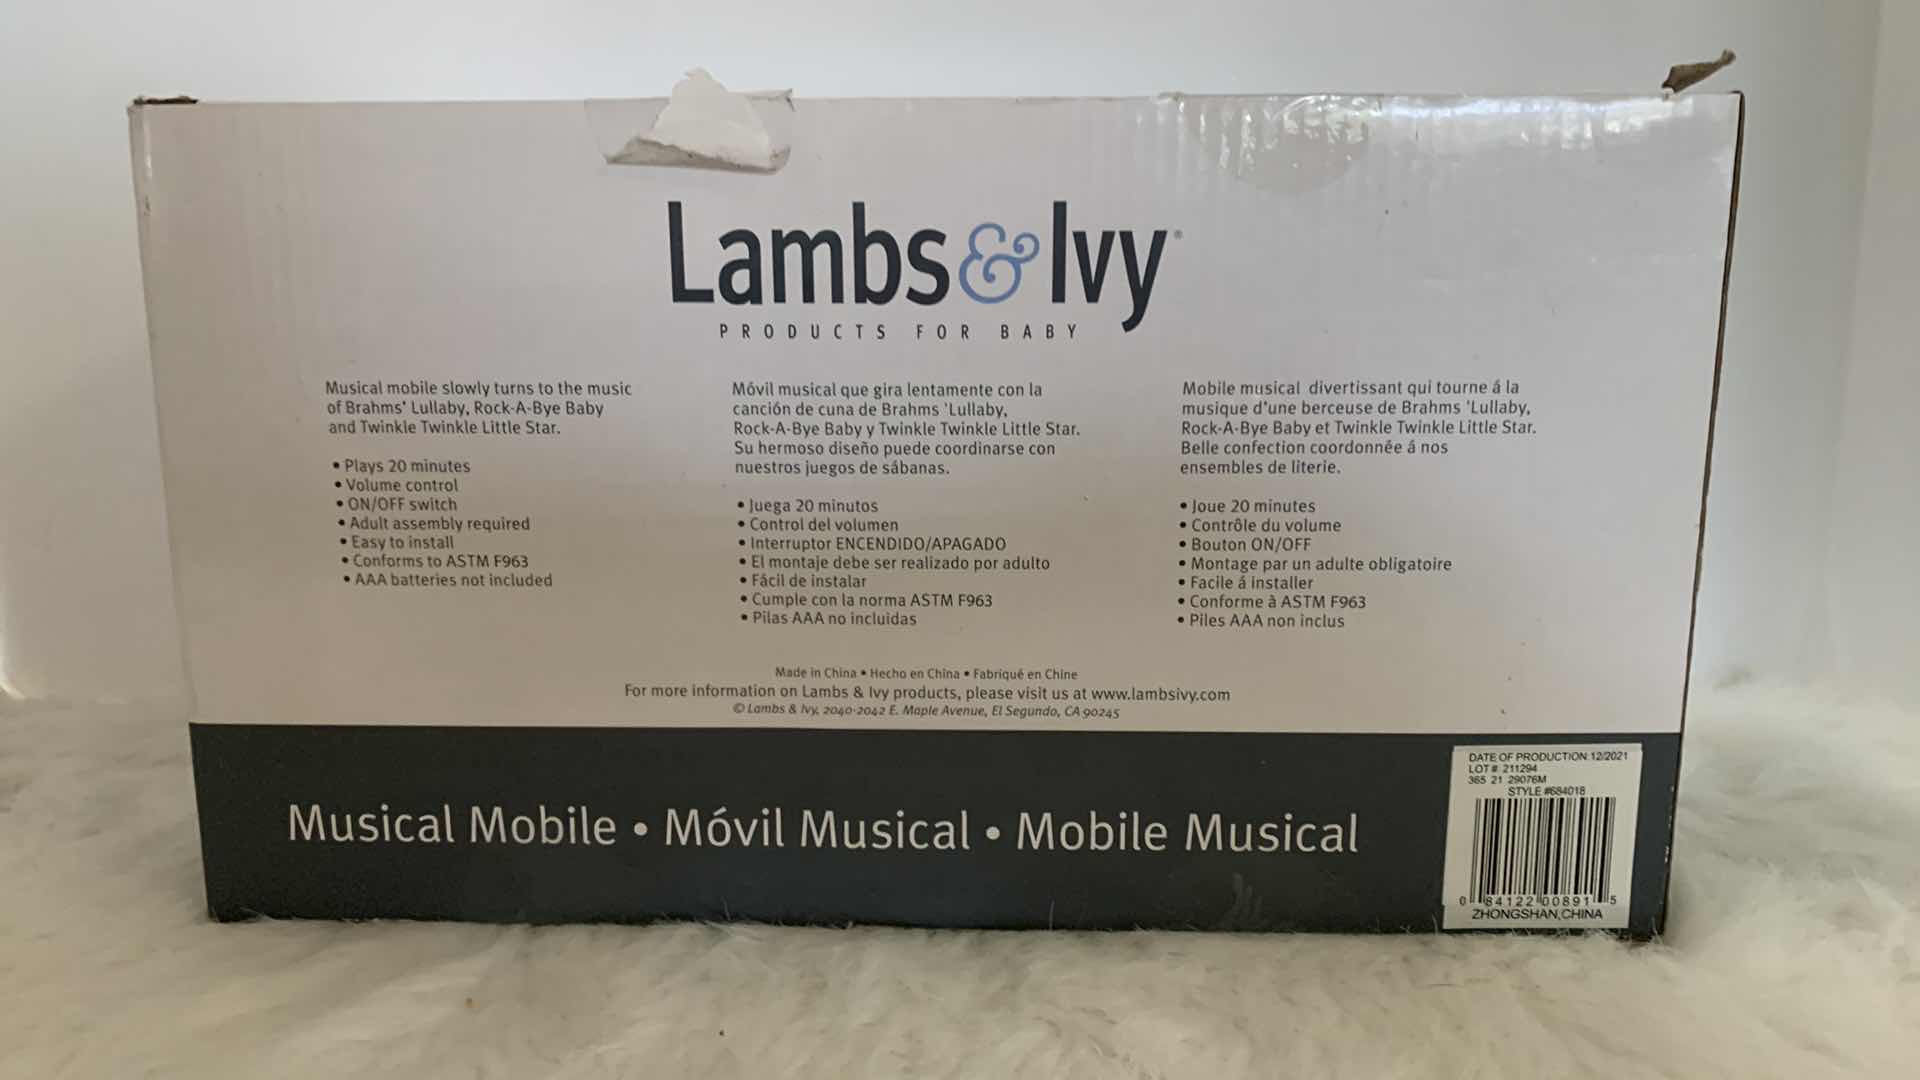 Lambs & Ivy®
PRODUCTS FOR BABY
Musical mobile slowly turns to the music
of Brahms' Lullaby, Rock-A-Bye Baby
and Twinkle Twinkle Little Star.
• Plays 20 minutes
• Volume control
• ON/OFF switch
• Adult assembly required
• Easy to install
• Conforms to ASTM F963
• AAA batteries not included
Móvil musical que gira lentamente con la
canción de cuna de Brahms 'Lullaby,
Rock-A-Bye Baby y Twinkle Twinkle Little Star.
Su hermoso diseño puede coordinarse con
nuestros juegos de sábanas.
• Juega 20 minutos
• Control del volumen
• Interruptor ENCENDIDO/APAGADO
• El montaje debe ser realizado por adulto
• Fácil de instalar
• Cumple con la norma ASTM F963
• Pilas AAA no incluidas
Mobile musical divertissant qui tourne á la
musique d'une berceuse de Brahms 'Lullaby,
Rock-A-Bye Baby et Twinkle Twinkle Little Star.
Belle confection coordonnée á nos
ensembles de literie.
• Joue 20 minutes
• Contrôle du volume
• Bouton ON/OFF
• Montage par un adulte obligatoire
• Facile á installer
• Conforme à ASTM F963
• Piles AAA non inclus
Made in China • Hecho en China • Fabriqué en Chine
For more information on Lambs & Ivy products, please visit us at www.lambsivy.com
© Lambs & Ivy, 2040-2042 E. Maple Avenue, El Segundo, CA 90245
Musical Mobile • Móvil Musical • Mobile Musical
DATE OF PRODUCTION:12/2021
LOT#: 211294
365 21 29076M
STYLE #684018
0 84122 00891 5
ZHONGSHAN,CHINA